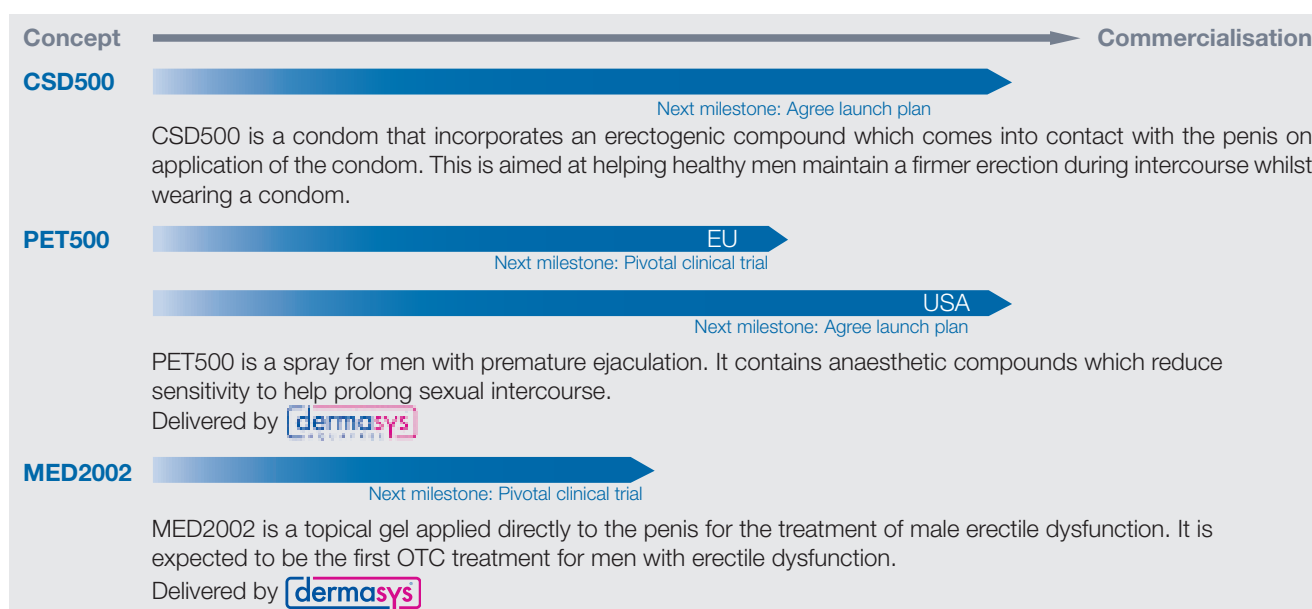 Concept Commercialisation
CSD500
Next milestone: Agree launch plan
CSD500 is a condom that incorporates an erectogenic compound which comes into contact with the penis on
application of the condom. This is aimed at helping healthy men maintain a firmer erection during intercourse whilst
wearing a condom.
PET500
EU
Next milestone: Pivotal clinical trial
USA
Next milestone: Agree launch plan
PET500 is a spray for men with premature ejaculation. It contains anaesthetic compounds which reduce
sensitivity to help prolong sexual intercourse.
Delivered by dermasys
MED2002
Next milestone: Pivotal clinical trial
MED2002 is a topical gel applied directly to the penis for the treatment of male erectile dysfunction. It is
expected to be the first OTC treatment for men with erectile dysfunction.
Delivered by dermasys